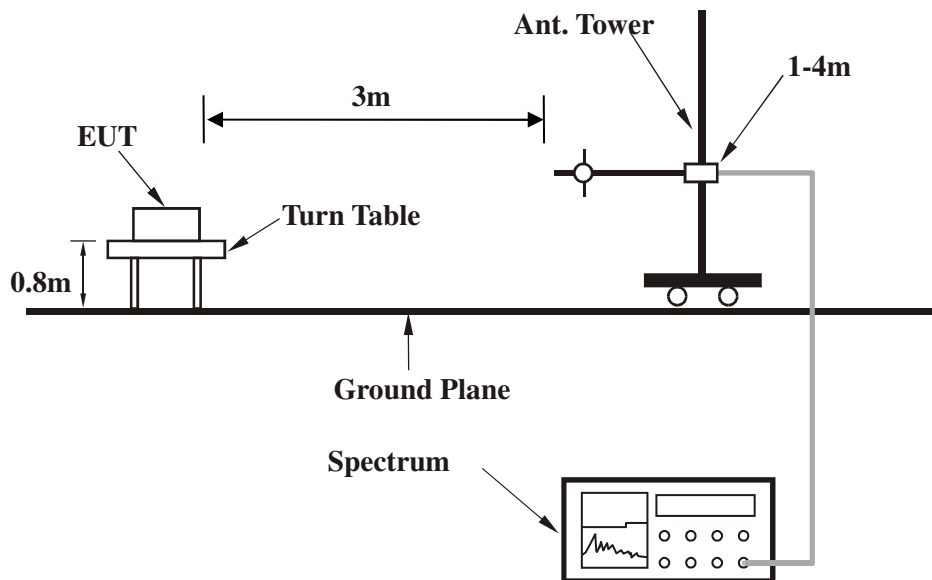 Ant. Tower
1-4m
3m
EUT
Turn Table
0.8m
Ground Plane
Spectrum